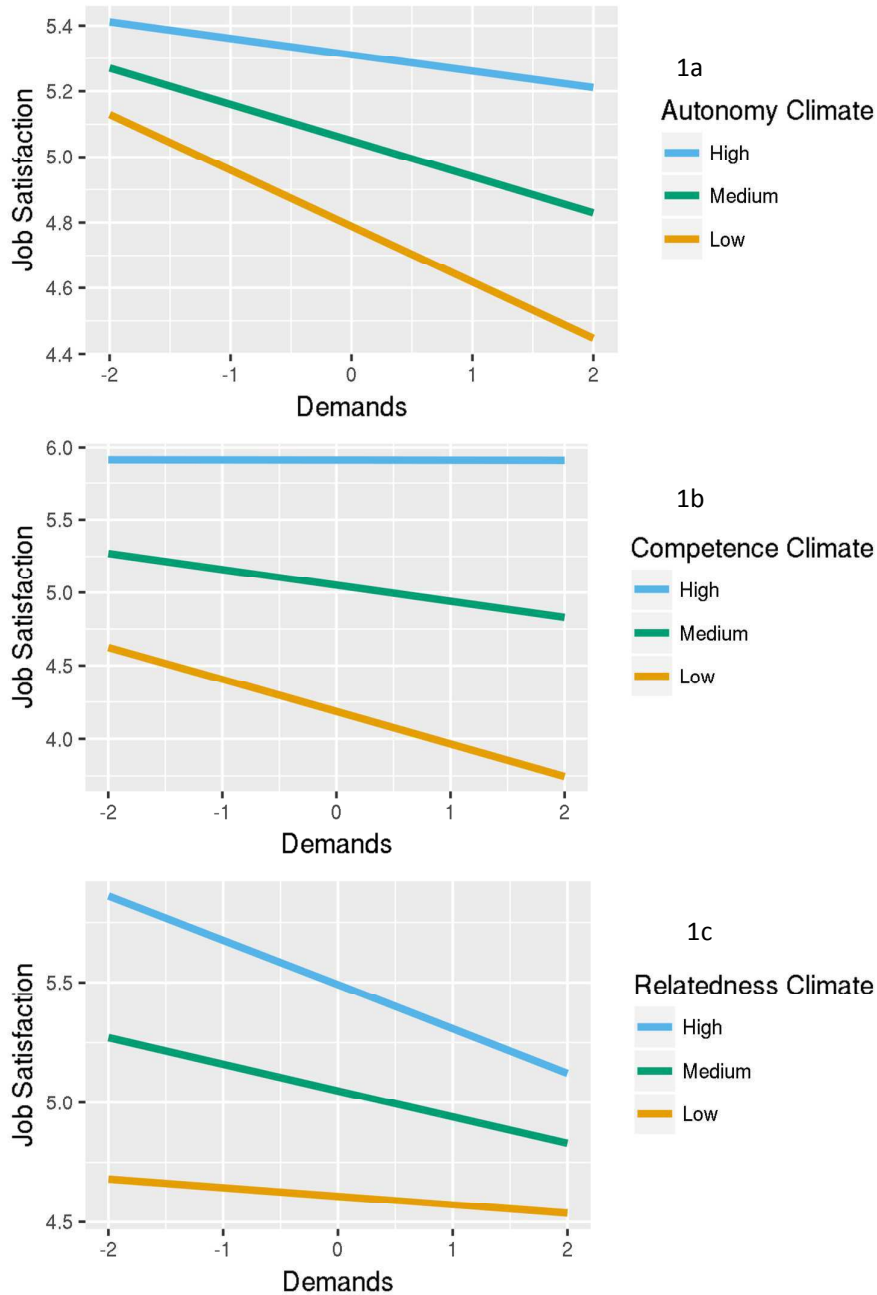 5.4
5.2
5.0
4.8
4.6
4.4
Job Satisfaction
-2 -1 0 1 2
Demands
1a
Autonomy Climate
High
Medium
Low
6.0
5.5
5.0
4.5
4.0
Job Satisfaction
-2 -1 0 1 2
Demands
1b
Competence Climate
High
Medium
Low
5.5
5.0
4.5
Job Satisfaction
-2 -1 0 1 2
Demands
1c
Relatedness Climate
High
Medium
Low